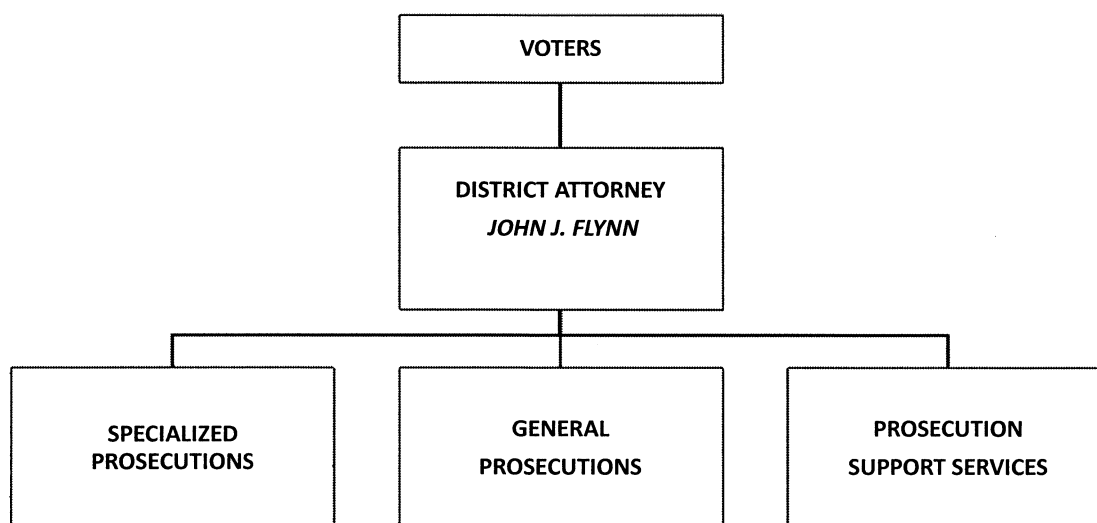 VOTERS
DISTRICT ATTORNEY
JOHN J. FLYNN
SPECIALIZED
PROSECUTIONS
GENERAL
PROSECUTIONS
PROSECUTION
SUPPORT SERVICES